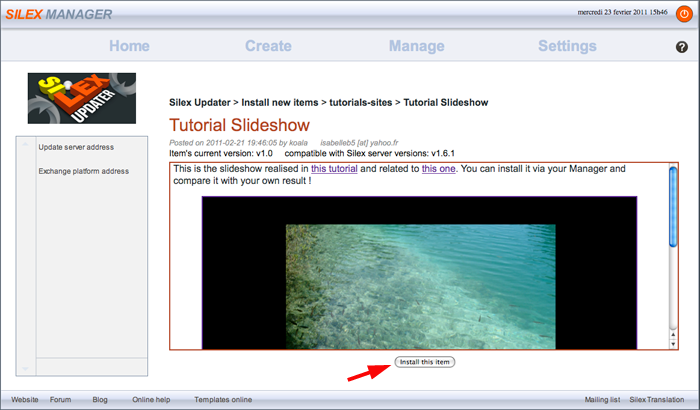 SILEX MANAGER
mercredi 23 fevrier 2011 15h46
Home Create Manage Settings
?
SILEX
UPDATER
Silex Updater > Install new items > tutorials-sites > Tutorial Slideshow
Tutorial Slideshow
Posted on 2011-02-21 19:46:05 by koala isabelleb5 [at] yahoo.fr
Item's current version: v1.0 compatible with Silex server versions: v1.6.1
Update server address
Exchange platform address
This is the slideshow realised in this tutorial and related to this one. You can install it via your Manager and
compare it with your own result !
Install this item
Website Forum Blog Online help Templates online Mailing list Silex Translation